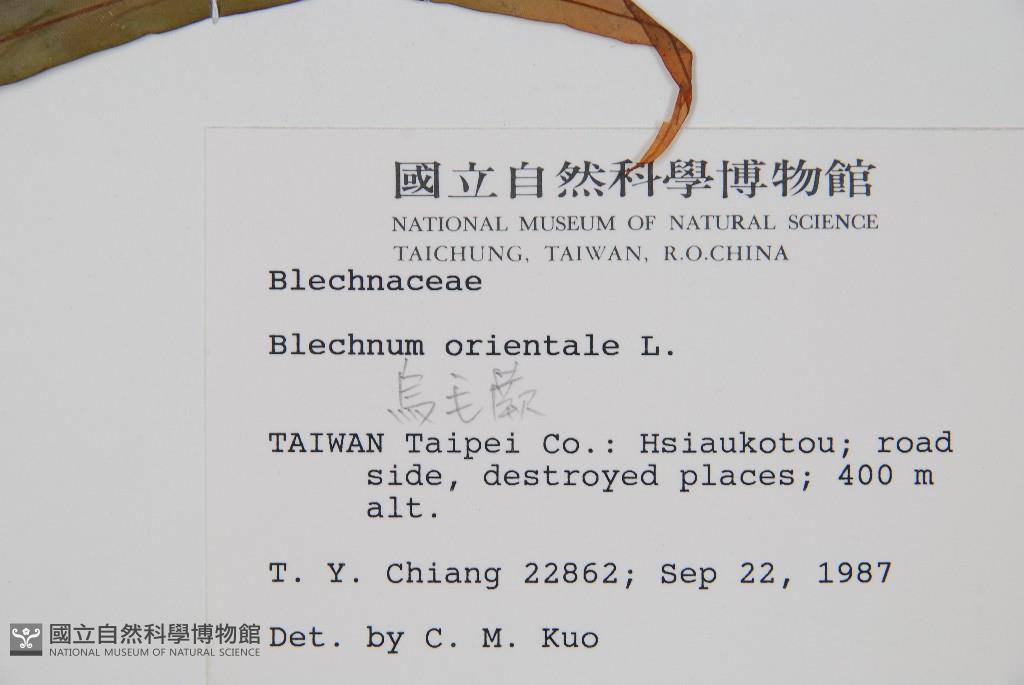 國立自然科學博物館
NATIONAL MUSEUM OF NATURAL SCIENCE
TAICHUNG, TAIWAN, R.O.CHINA
Blechnaceae
Blechnum orientale L.
烏毛蕨
TAIWAN Taipei Co.: Hsiaukotou; road
side, destroyed places; 400 m
alt.
T. Y. Chiang 22862; Sep 22, 1987
Det. by C. M. Kuo
國立自然科學博物館
NATIONAL MUSEUM OF NATURAL SCIENCE